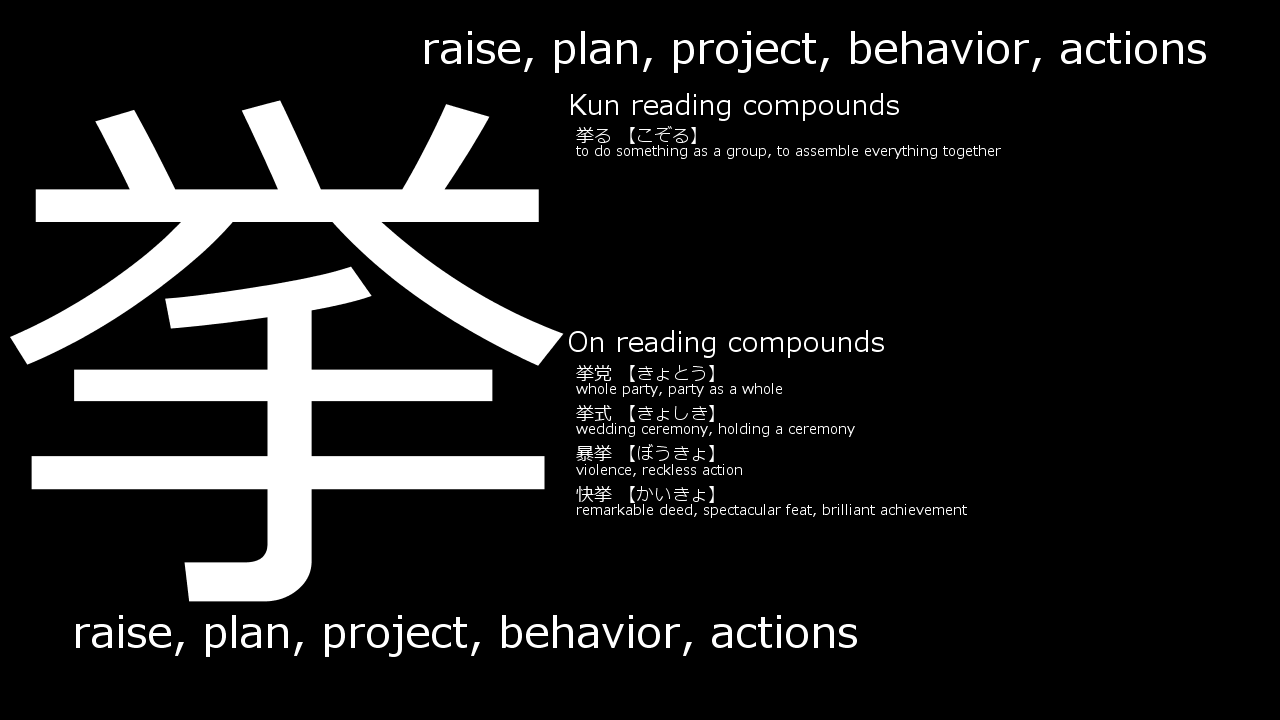 raise, plan, project, behavior, actions
挙
Kun reading compounds
挙る 【こぞる】
to do something as a group, to assemble everything together
On reading compounds
挙党 【きょとう】
whole party, party as a whole
挙式 【きょしき】
wedding ceremony, holding a ceremony
暴挙 【ぼうきょ】
violence, reckless action
快挙 【かいきょ】
remarkable deed, spectacular feat, brilliant achievement
raise, plan, project, behavior, actions